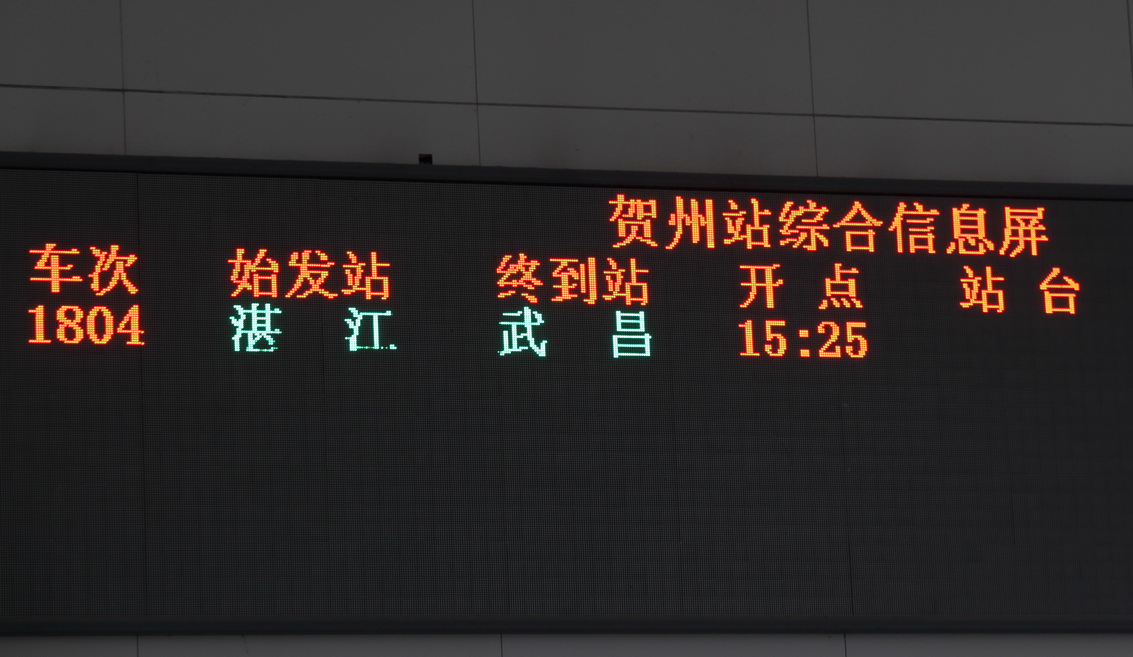 贺州站综合信息屏
车次 始发站 终到站 开点 站台
1804 湛江 武昌 15:25